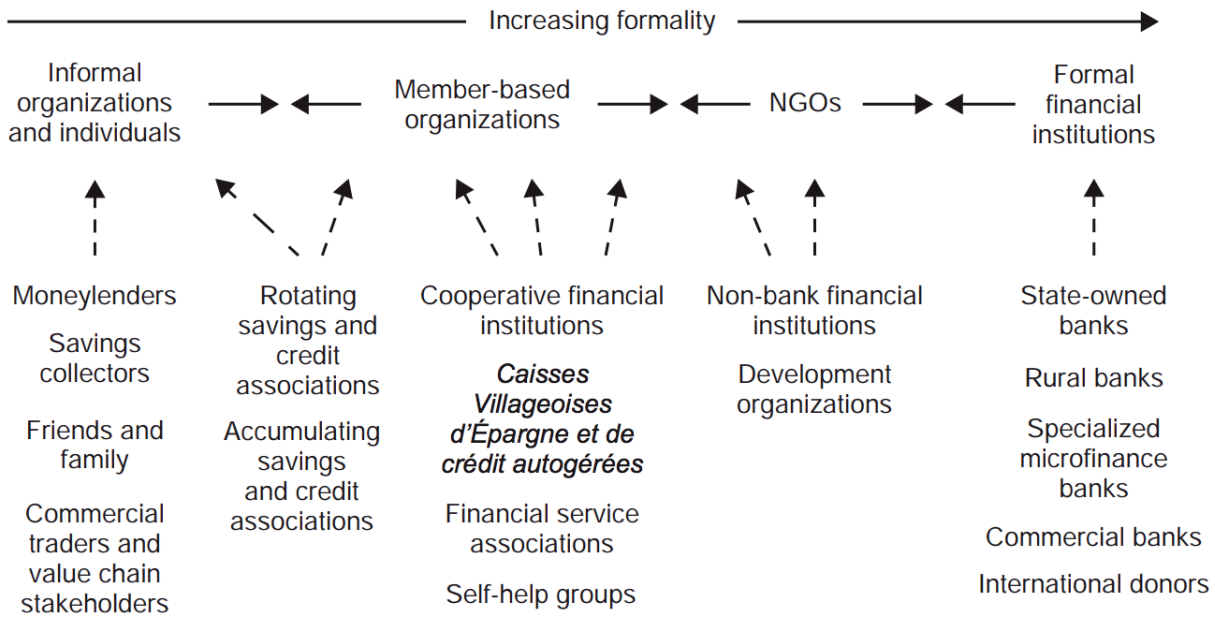 Increasing formality
Informal
organizations
and individuals
Member-based
organizations
NGOs
Formal
financial
institutions
Moneylenders
Savings
collectors
Friends and
family
Commercial
traders and
value chain
stakeholders
Rotating
savings and
credit
associations
Accumulating
savings
and credit
associations
Cooperative financial
institutions
Caisses
Villageoises
d’Épargne et de
crédit autogérées
Financial service
associations
Self-help groups
Non-bank financial
institutions
Development
organizations
State-owned
banks
Rural banks
Specialized
microfinance
banks
Commercial banks
International donors